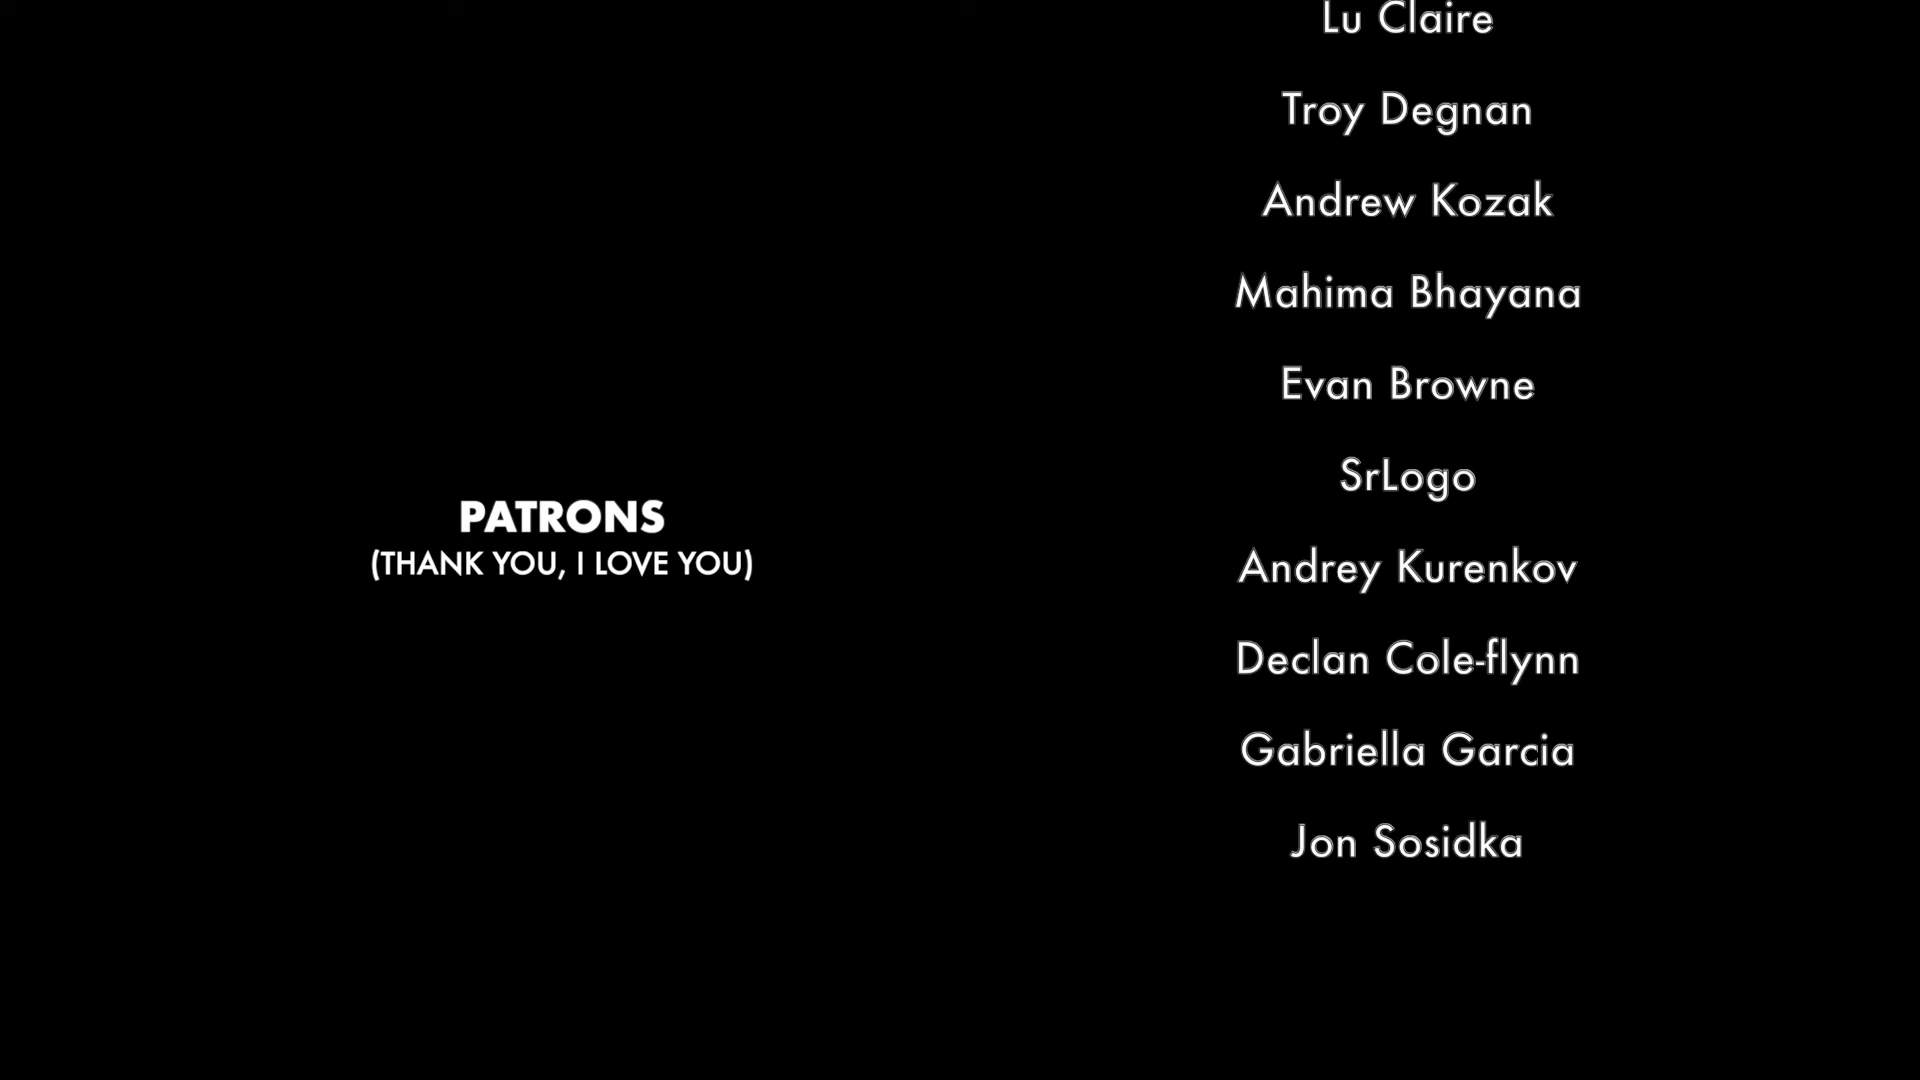 PATRONS
(THANK YOU, I LOVE YOU)
Lu Claire
Troy Degnan
Andrew Kozak
Mahima Bhayana
Evan Browne
SrLogo
Andrey Kurenkov
Declan Cole-flynn
Gabriella Garcia
Jon Sosidka